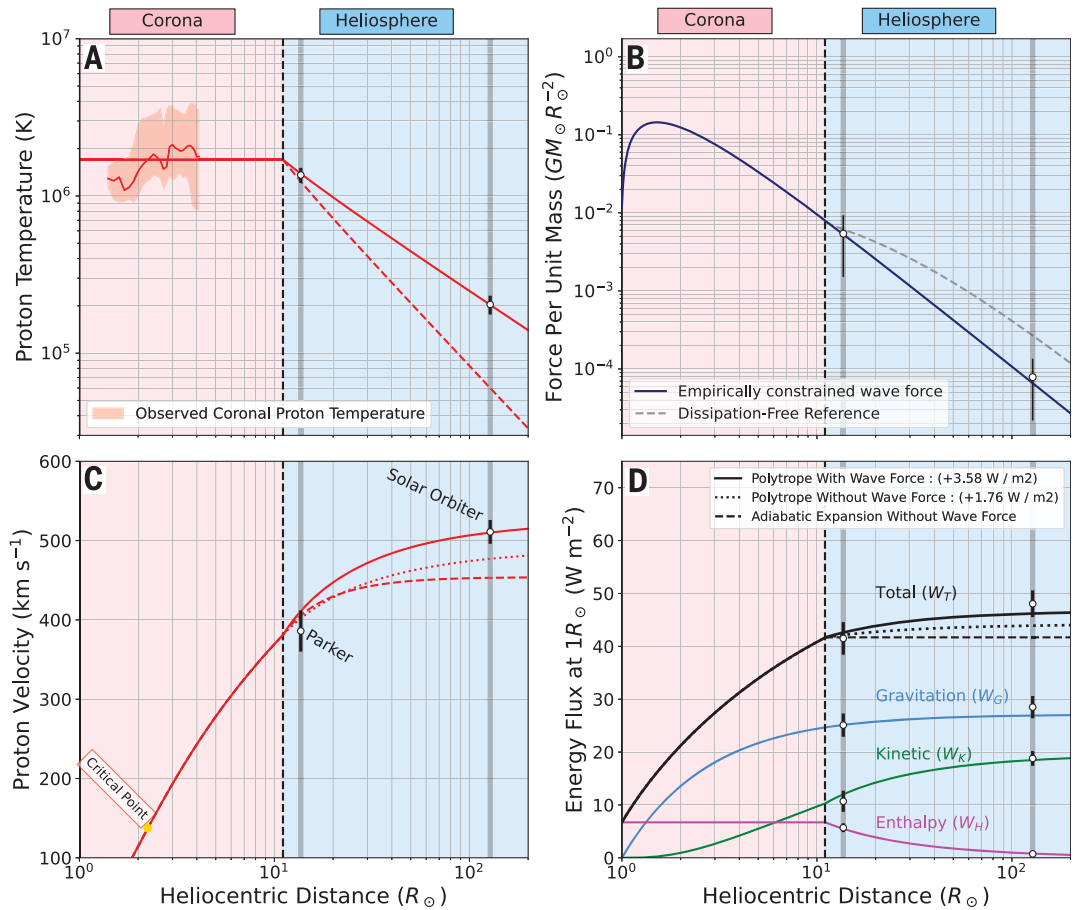 Corona
Heliosphere
Corona
Heliosphere
A
10⁷
10⁶
10⁵
Proton Temperature (K)
Observed Coronal Proton Temperature
B
10⁰
10⁻¹
10⁻²
10⁻³
10⁻⁴
Force Per Unit Mass (GM⊙R⊙⁻²)
10⁰
10¹
10²
Empirically constrained wave force
Dissipation-Free Reference
C
600
500
400
300
200
100
Proton Velocity (km s⁻¹)
Solar Orbiter
Parker
Critical Point
10⁰
10¹
10²
Heliocentric Distance (R⊙)
D
70
60
50
40
30
20
10
0
Energy Flux at 1R⊙ (W m⁻²)
Polytrope With Wave Force : (+3.58 W / m2)
Polytrope Without Wave Force : (+1.76 W / m2)
Adiabatic Expansion Without Wave Force
Total (W_T)
Gravitation (W_G)
Kinetic (W_K)
Enthalpy (W_H)
10⁰
10¹
10²
Heliocentric Distance (R⊙)